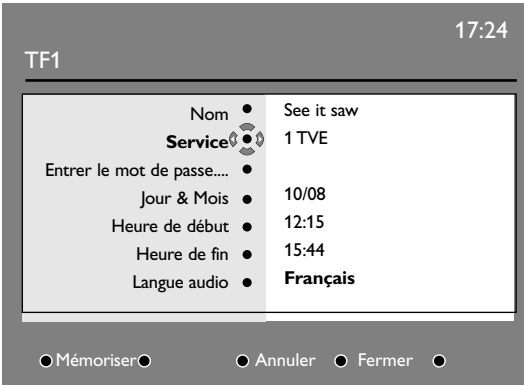 17:24
TF1
Nom ● See it saw
Service ● 1 TVE
Entrer le mot de passe.... ●
Jour & Mois ● 10/08
Heure de début ● 12:15
Heure de fin ● 15:44
Langue audio ● Français
● Mémoriser ● ● Annuler ● Fermer ●